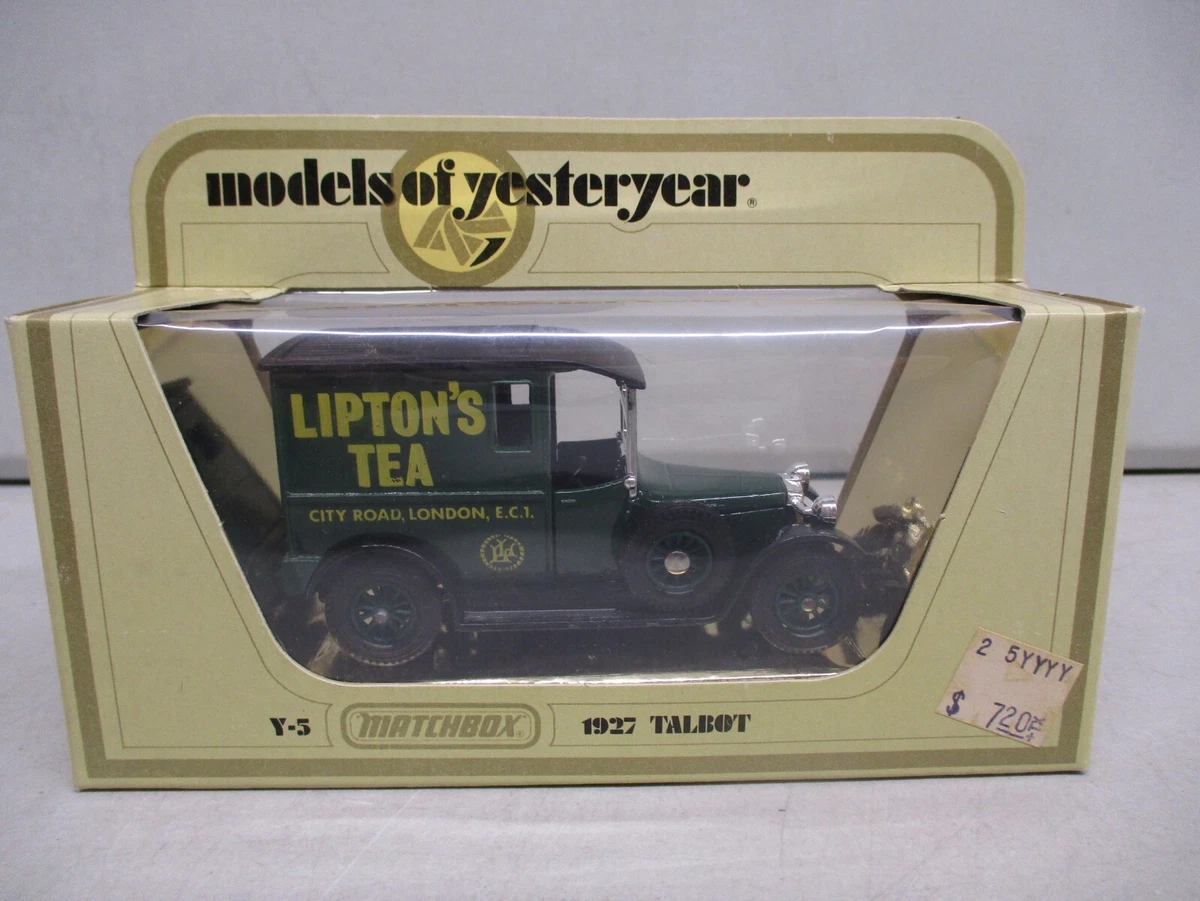 models of yesteryear®
LIPTON'S
TEA
CITY ROAD, LONDON, E.C.1.
Y-5 MATCHBOX 1927 TALBOT
2 5YYYY
$ 720